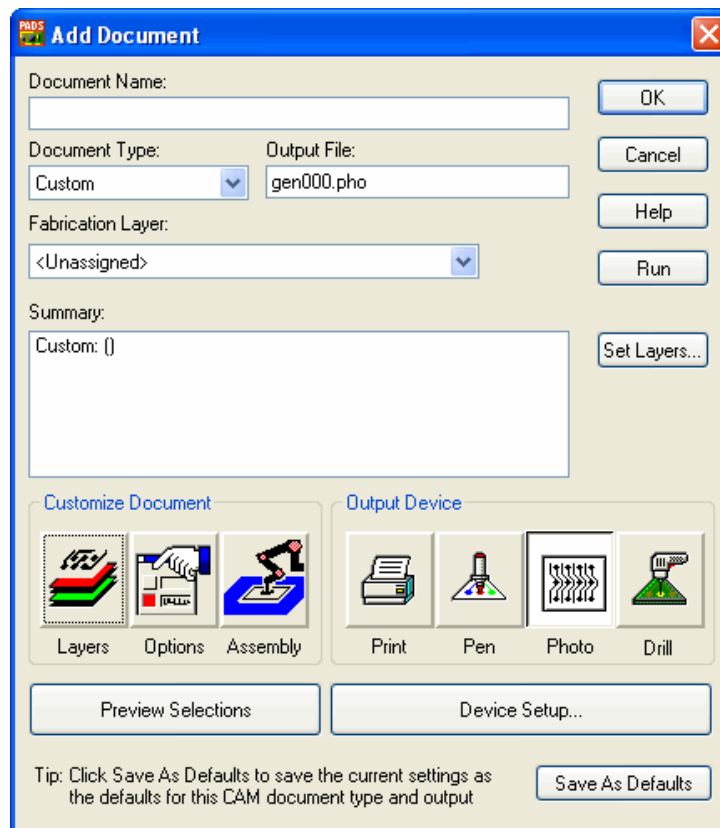 PADS
Add Document
Document Name:
OK
Document Type:
Output File:
Cancel
Custom
gen000.pho
Help
Fabrication Layer:
<Unassigned>
Run
Summary:
Custom: ()
Set Layers...
Customize Document
Output Device
Layers
Options
Assembly
Print
Pen
Photo
Drill
Preview Selections
Device Setup...
Tip: Click Save As Defaults to save the current settings as
the defaults for this CAM document type and output
Save As Defaults